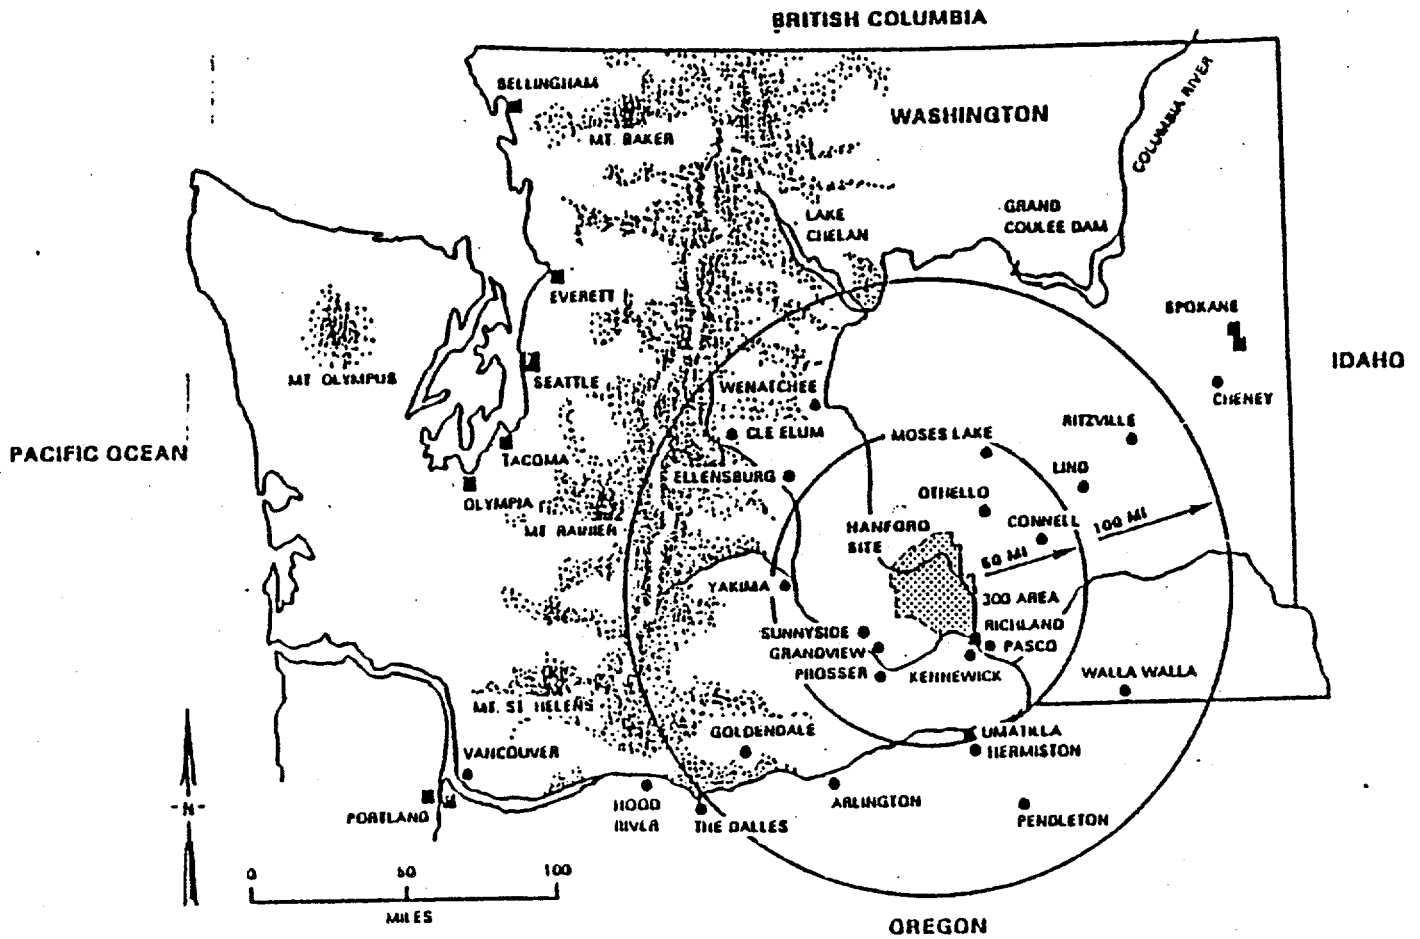 BRITISH COLUMBIA
BELLINGHAM
MT. BAKER
WASHINGTON
COLUMBIA RIVER
LAKE
CHELAN
GRAND
COULEE DAM
EVERETT
SPOKANE
IDAHO
MT OLYMPUS
SEATTLE
WENATCHEE
CHENEY
RITZVILLE
CLE ELUM
MOSES LAKE
PACIFIC OCEAN
TACOMA
ELLENSBURG
LIND
OLYMPIA
OTHELLO
MT RAINIER
HANFORD
SITE
CONNELL
100 MI
50 MI
YAKIMA
300 AREA
RICHLAND
SUNNYSIDE
GRANDVIEW
PASCO
PROSSER
KENNEWICK
WALLA WALLA
MT. ST. HELENS
GOLDENDALE
UMATILLA
HERMISTON
VANCOUVER
N
PORTLAND
HOOD
RIVER
THE DALLES
ARLINGTON
PENDLETON
0 50 100
MILES
OREGON